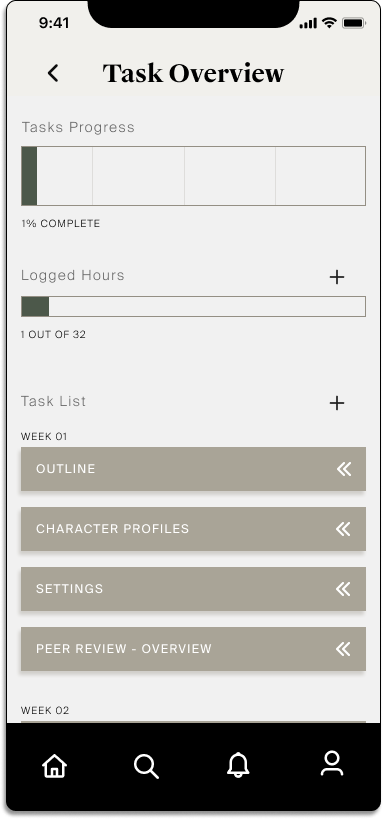 9:41
Task Overview
Tasks Progress
1% COMPLETE
Logged Hours
1 OUT OF 32
Task List
WEEK 01
OUTLINE
CHARACTER PROFILES
SETTINGS
PEER REVIEW - OVERVIEW
WEEK 02